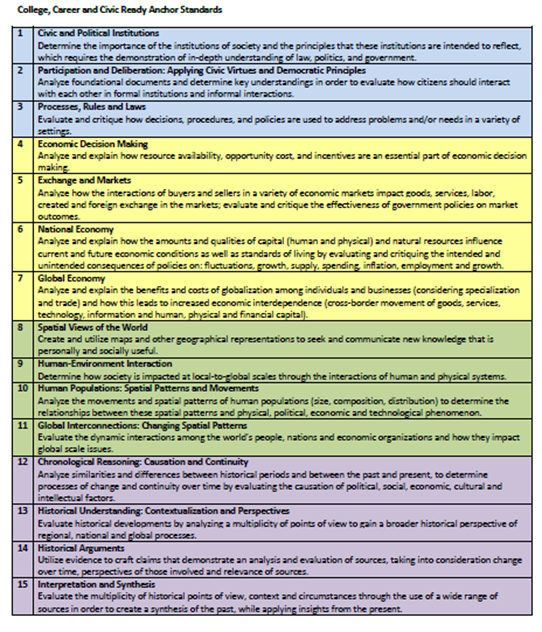 College, Career and Civic Ready Anchor Standards
1 Civic and Political Institutions
Determine the importance of the institutions of society and the principles that these institutions are intended to reflect,
which requires the demonstration of in-depth understanding of law, politics, and government.
2 Participation and Deliberation: Applying Civic Virtues and Democratic Principles
Analyze foundational documents and determine key understandings in order to evaluate how citizens should interact
with each other in formal institutions and informal interactions.
3 Processes, Rules and Laws
Evaluate and critique how decisions, procedures, and policies are used to address problems and/or needs in a variety of
settings.
4 Economic Decision Making
Analyze and explain how resource availability, opportunity cost, and incentives are an essential part of economic decision
making.
5 Exchange and Markets
Analyze how the interactions of buyers and sellers in a variety of economic markets impact goods, services, labor,
created and foreign exchange in the markets; evaluate and critique the effectiveness of government policies on market
outcomes.
6 National Economy
Analyze and explain how the amounts and qualities of capital (human and physical) and natural resources influence
current and future economic conditions as well as standards of living by evaluating and critiquing the intended and
unintended consequences of policies on: fluctuations, growth, supply, spending, inflation, employment and growth.
7 Global Economy
Analyze and explain the benefits and costs of globalization among individuals and businesses (considering specialization
and trade) and how this leads to increased economic interdependence (cross-border movement of goods, services,
technology, information and human, physical and financial capital).
8 Spatial Views of the World
Create and utilize maps and other geographical representations to seek and communicate new knowledge that is
personally and socially useful.
9 Human-Environment Interaction
Determine how society is impacted at local-to-global scales through the interactions of human and physical systems.
10 Human Populations: Spatial Patterns and Movements
Analyze the movements and spatial patterns of human populations (size, composition, distribution) to determine the
relationships between these spatial patterns and physical, political, economic and technological phenomenon.
11 Global Interconnections: Changing Spatial Patterns
Evaluate the dynamic interactions among the world's people, nations and economic organizations and how they impact
global scale issues.
12 Chronological Reasoning: Causation and Continuity
Analyze similarities and differences between historical periods and between the past and present, to determine
processes of change and continuity over time by evaluating the causation of political, social, economic, cultural and
intellectual factors.
13 Historical Understanding: Contextualization and Perspectives
Evaluate historical developments by analyzing a multiplicity of points of view to gain a broader historical perspective of
regional, national and global processes.
14 Historical Arguments
Utilize evidence to craft claims that demonstrate an analysis and evaluation of sources, taking into consideration change
over time, perspectives of those involved and relevance of sources.
15 Interpretation and Synthesis
Evaluate the multiplicity of historical points of view, context and circumstances through the use of a wide range of
sources in order to create a synthesis of the past, while applying insights from the present.